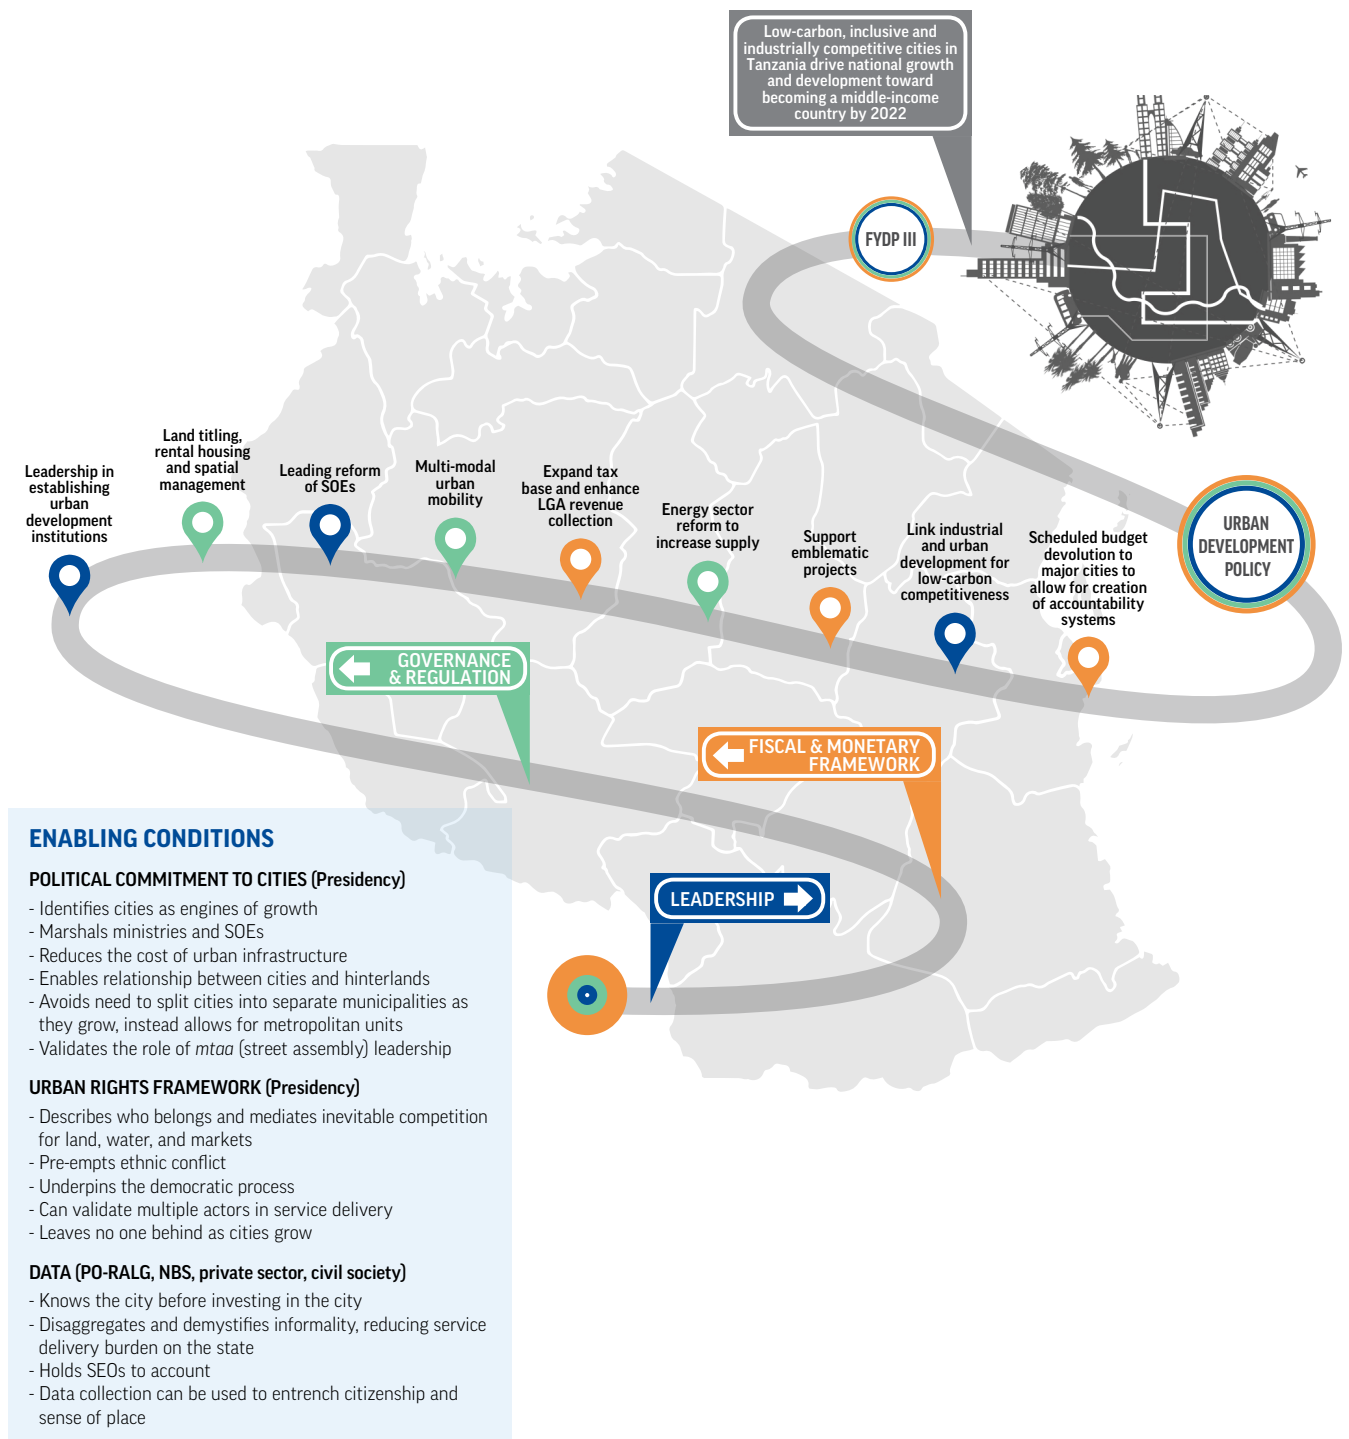 Low-carbon, inclusive and
industrially competitive cities in
Tanzania drive national growth
and development toward
becoming a middle-income
country by 2022
FYDP III
URBAN
DEVELOPMENT
POLICY
Leadership in
establishing
urban
development
institutions
Land titling,
rental housing
and spatial
management
Leading reform
of SOEs
Multi-modal
urban
mobility
Expand tax
base and enhance
LGA revenue
collection
Energy sector
reform to
increase supply
Support
emblematic
projects
Link industrial
and urban
development for
low-carbon
competitiveness
Scheduled budget
devolution to
major cities to
allow for creation
of accountability
systems
GOVERNANCE
& REGULATION
FISCAL & MONETARY
FRAMEWORK
LEADERSHIP
ENABLING CONDITIONS
POLITICAL COMMITMENT TO CITIES (Presidency)
- Identifies cities as engines of growth
- Marshals ministries and SOEs
- Reduces the cost of urban infrastructure
- Enables relationship between cities and hinterlands
- Avoids need to split cities into separate municipalities as
they grow, instead allows for metropolitan units
- Validates the role of mtaa (street assembly) leadership
URBAN RIGHTS FRAMEWORK (Presidency)
- Describes who belongs and mediates inevitable competition
for land, water, and markets
- Pre-empts ethnic conflict
- Underpins the democratic process
- Can validate multiple actors in service delivery
- Leaves no one behind as cities grow
DATA (PO-RALG, NBS, private sector, civil society)
- Knows the city before investing in the city
- Disaggregates and demystifies informality, reducing service
delivery burden on the state
- Holds SEOs to account
- Data collection can be used to entrench citizenship and
sense of place